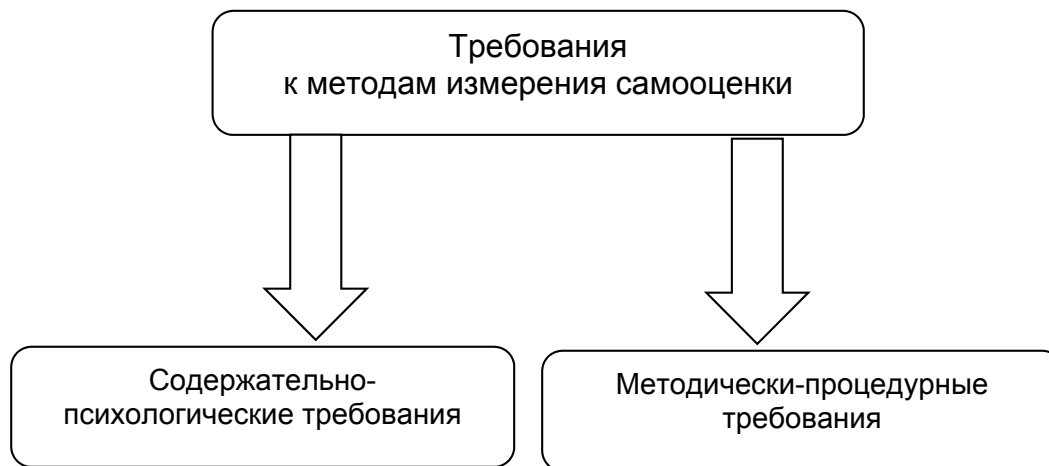 Требования
к методам измерения самооценки
Содержательно-
психологические требования
Методически-процедурные
требования